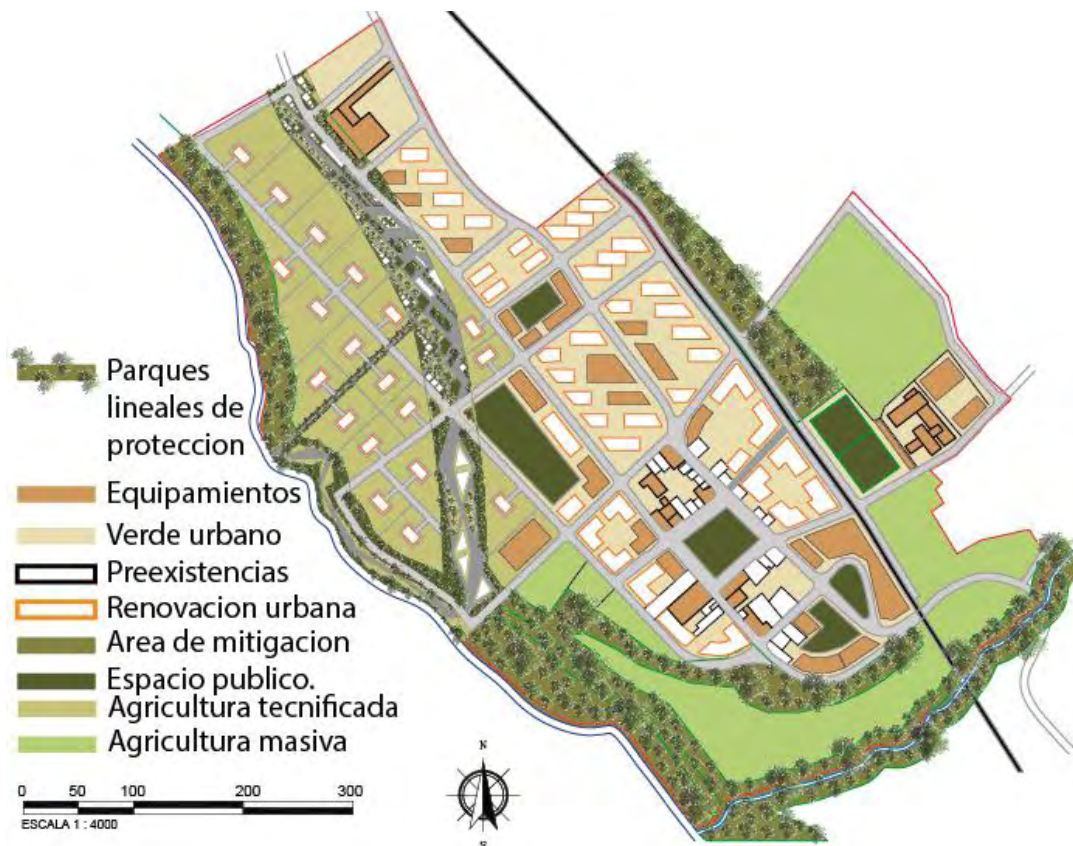 Parques
lineales de
proteccion
Equipamientos
Verde urbano
Preexistencias
Renovacion urbana
Area de mitigacion
Espacio publico.
Agricultura tecnificada
Agricultura masiva
0 50 100 200 300
ESCALA 1 : 4000
N
S